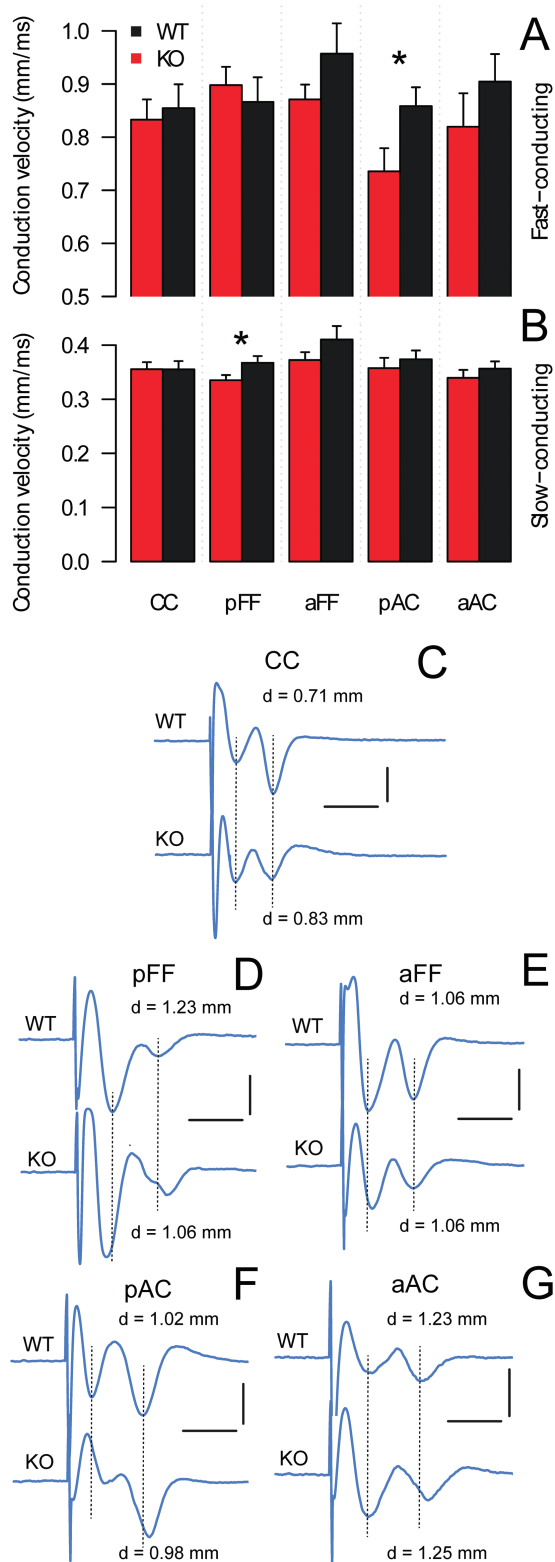 A
WT
KO
*
Conduction velocity (mm/ms)
1.0
0.9
0.8
0.7
0.6
0.5
Fast-conducting
B
*
Conduction velocity (mm/ms)
0.4
0.3
0.2
0.1
0.0
Slow-conducting
CC pFF aFF pAC aAC
CC C
d = 0.71 mm
WT
KO
d = 0.83 mm
pFF D
d = 1.23 mm
WT
KO
d = 1.06 mm
aFF E
d = 1.06 mm
WT
KO
d = 1.06 mm
pAC F
d = 1.02 mm
WT
KO
d = 0.98 mm
aAC G
d = 1.23 mm
WT
KO
d = 1.25 mm